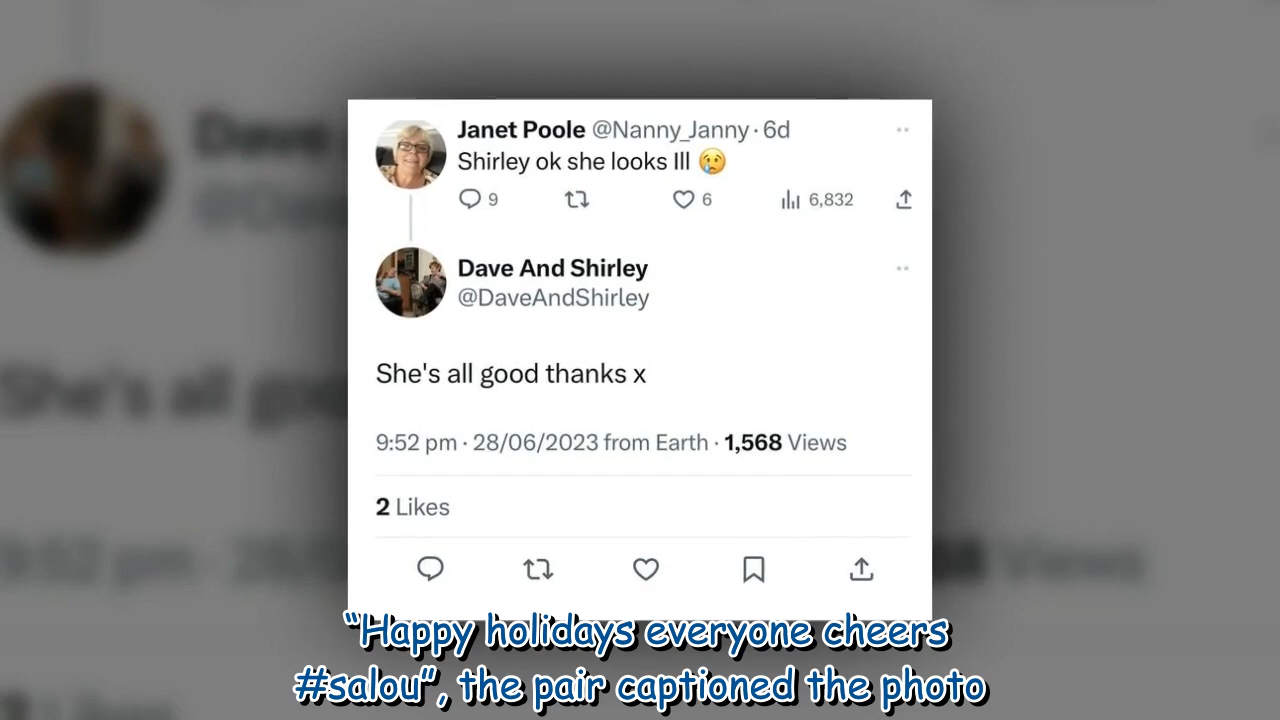 Janet Poole @Nanny_Janny · 6d
Shirley ok she looks Ill 😢
9 6 6,832
Dave And Shirley
@DaveAndShirley
She's all good thanks x
9:52 pm · 28/06/2023 from Earth · 1,568 Views
2 Likes
“Happy holidays everyone cheers
#salou”, the pair captioned the photo